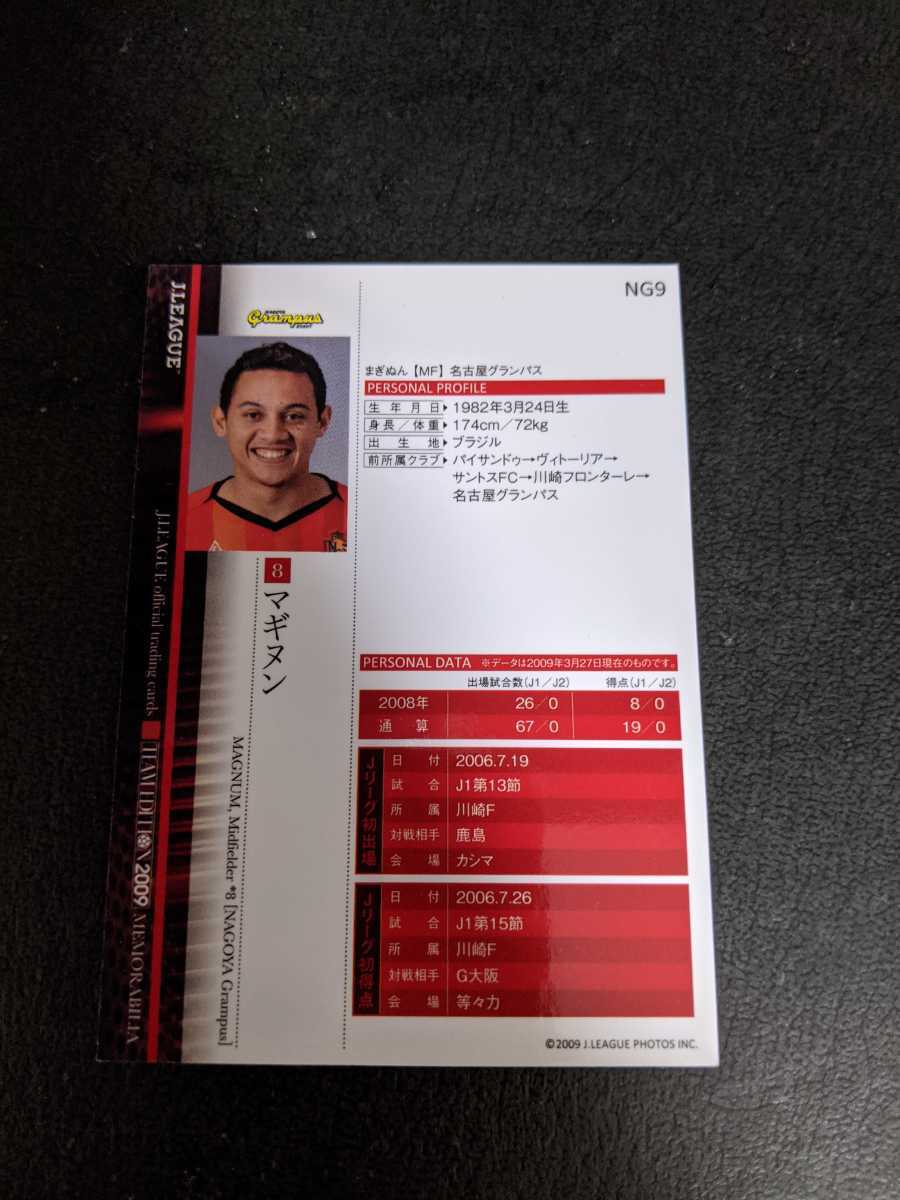 NG9
J.LEAGUE
NAGOYA
Grampus
EIGHT
まぎぬん【MF】名古屋グランパス
PERSONAL PROFILE
生年月日 1982年3月24日生
身長／体重 174cm／72kg
出生地 ブラジル
前所属クラブ パイサンドゥ→ヴィトーリア→
サントスFC→川崎フロンターレ→
名古屋グランパス
8 マギヌン
MAGNUM, Midfielder *8 [NAGOYA Grampus]
J.LEAGUE official trading cards TEAM EDITION 2009 MEMORABILIA
PERSONAL DATA ※データは2009年3月27日現在のものです。
出場試合数(J1／J2) 得点(J1／J2)
2008年 26／0 8／0
通算 67／0 19／0
Jリーグ初出場
日付 2006.7.19
試合 J1第13節
所属 川崎F
対戦相手 鹿島
会場 カシマ
Jリーグ初得点
日付 2006.7.26
試合 J1第15節
所属 川崎F
対戦相手 G大阪
会場 等々力
©2009 J.LEAGUE PHOTOS INC.